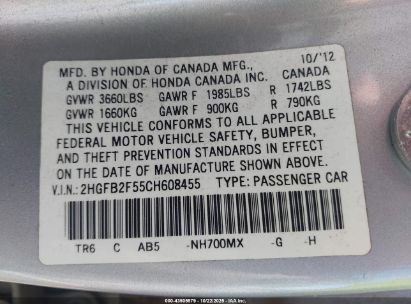 MFD. BY HONDA OF CANADA MFG., 10/'12
A DIVISION OF HONDA CANADA INC. CANADA
GVWR 3660LBS GAWR F 1985LBS R 1742LBS
GVWR 1660KG GAWR F 900KG R 790KG
THIS VEHICLE CONFORMS TO ALL APPLICABLE
FEDERAL MOTOR VEHICLE SAFETY, BUMPER,
AND THEFT PREVENTION STANDARDS IN EFFECT
ON THE DATE OF MANUFACTURE SHOWN ABOVE.
V.I.N.: 2HGFB2F55CH608455 TYPE: PASSENGER CAR
TR6 C AB5 -NH700MX -G -H